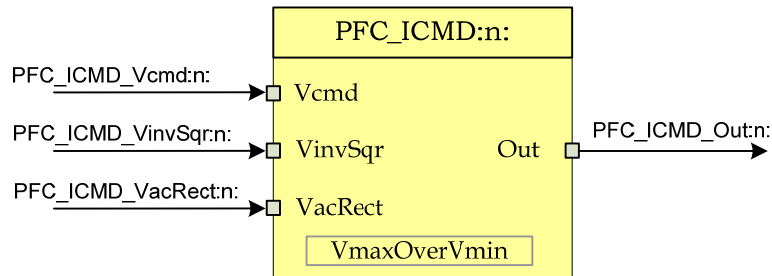 PFC_ICMD:n:
PFC_ICMD_Vcmd:n:
Vcmd
PFC_ICMD_VinvSqr:n:
VinvSqr
Out
PFC_ICMD_Out:n:
PFC_ICMD_VacRect:n:
VacRect
VmaxOverVmin